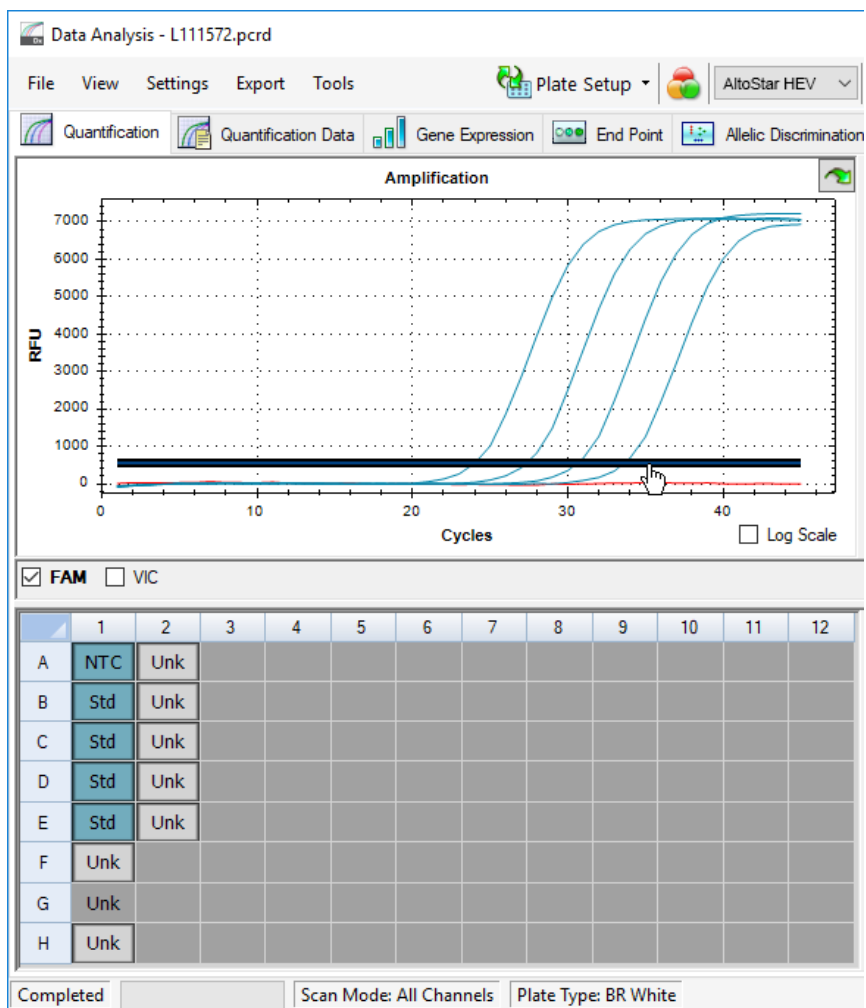 Data Analysis - L111572.pcrd
File View Settings Export Tools Plate Setup AltoStar HEV
Quantification Quantification Data Gene Expression End Point Allelic Discrimination
Amplification
7000
6000
5000
4000
3000
2000
1000
0
RFU
0 10 20 30 40
Cycles
Log Scale
FAM VIC
1 2 3 4 5 6 7 8 9 10 11 12
A NTC Unk
B Std Unk
C Std Unk
D Std Unk
E Std Unk
F Unk
G Unk
H Unk
Completed Scan Mode: All Channels Plate Type: BR White